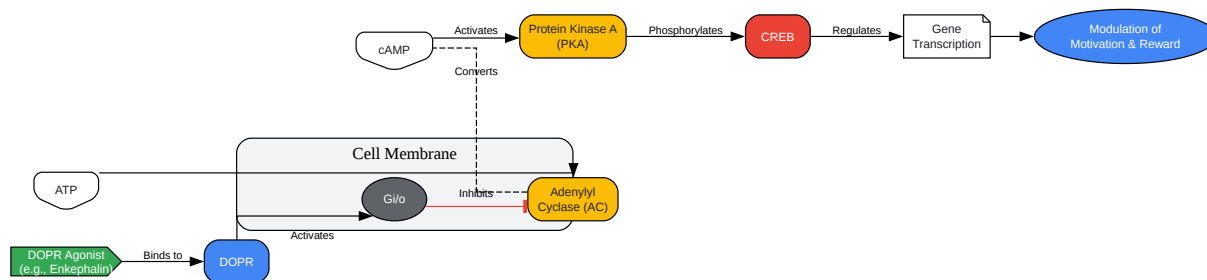 cAMP
Activates
Protein Kinase A
(PKA)
Phosphorylates
CREB
Regulates
Gene
Transcription
Modulation of
Motivation & Reward
Converts
Cell Membrane
ATP
Gi/o
Inhibits
Adenylyl
Cyclase (AC)
Activates
DOPR Agonist
(e.g., Enkephalin)
Binds to
DOPR